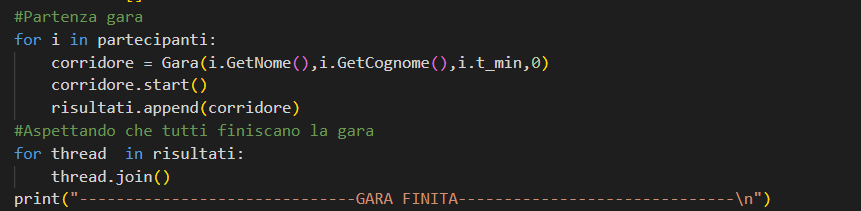 #Partenza gara
for i in partecipanti:
    corridore = Gara(i.GetNome(),i.GetCognome(),i.t_min,0)
    corridore.start()
    risultati.append(corridore)
#Aspettando che tutti finiscano la gara
for thread  in risultati:
    thread.join()
print("-----------------------------GARA FINITA-----------------------------\n")